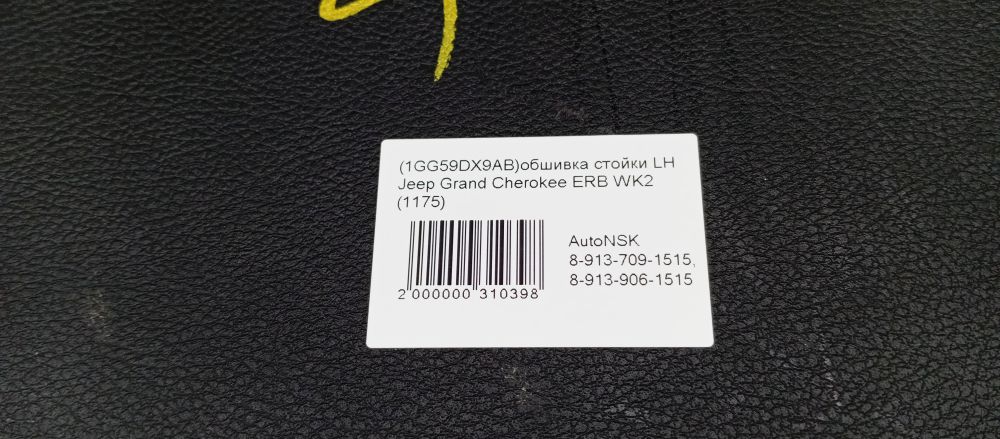 (1GG59DX9AB)обшивка стойки LH
Jeep Grand Cherokee ERB WK2
(1175)
AutoNSK
8-913-709-1515,
8-913-906-1515
2 000000 310398